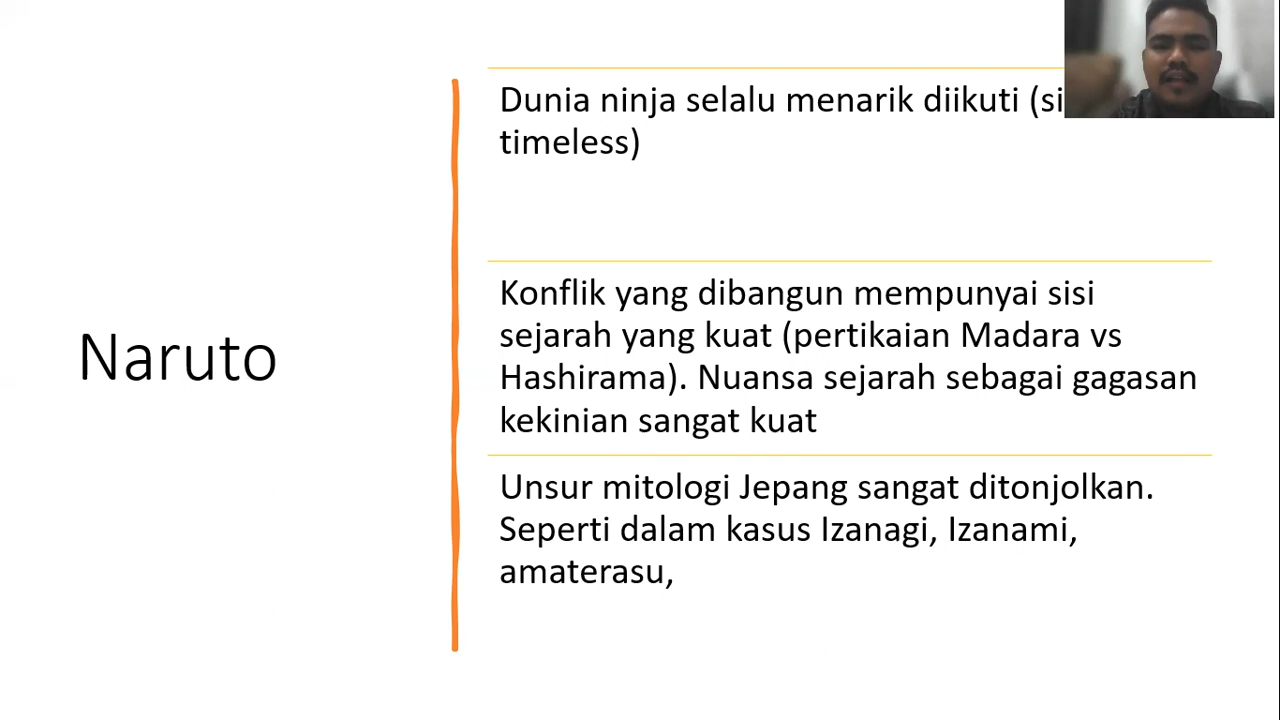 Dunia ninja selalu menarik diikuti
timeless)
Konflik yang dibangun mempunyai sisi
sejarah yang kuat (pertikaian Madara vs
Hashirama). Nuansa sejarah sebagai gagasan
kekinian sangat kuat
Naruto
Unsur mitologi Jepang sangat ditonjolkan.
Seperti dalam kasus Izanagi, Izanami,
amaterasu,